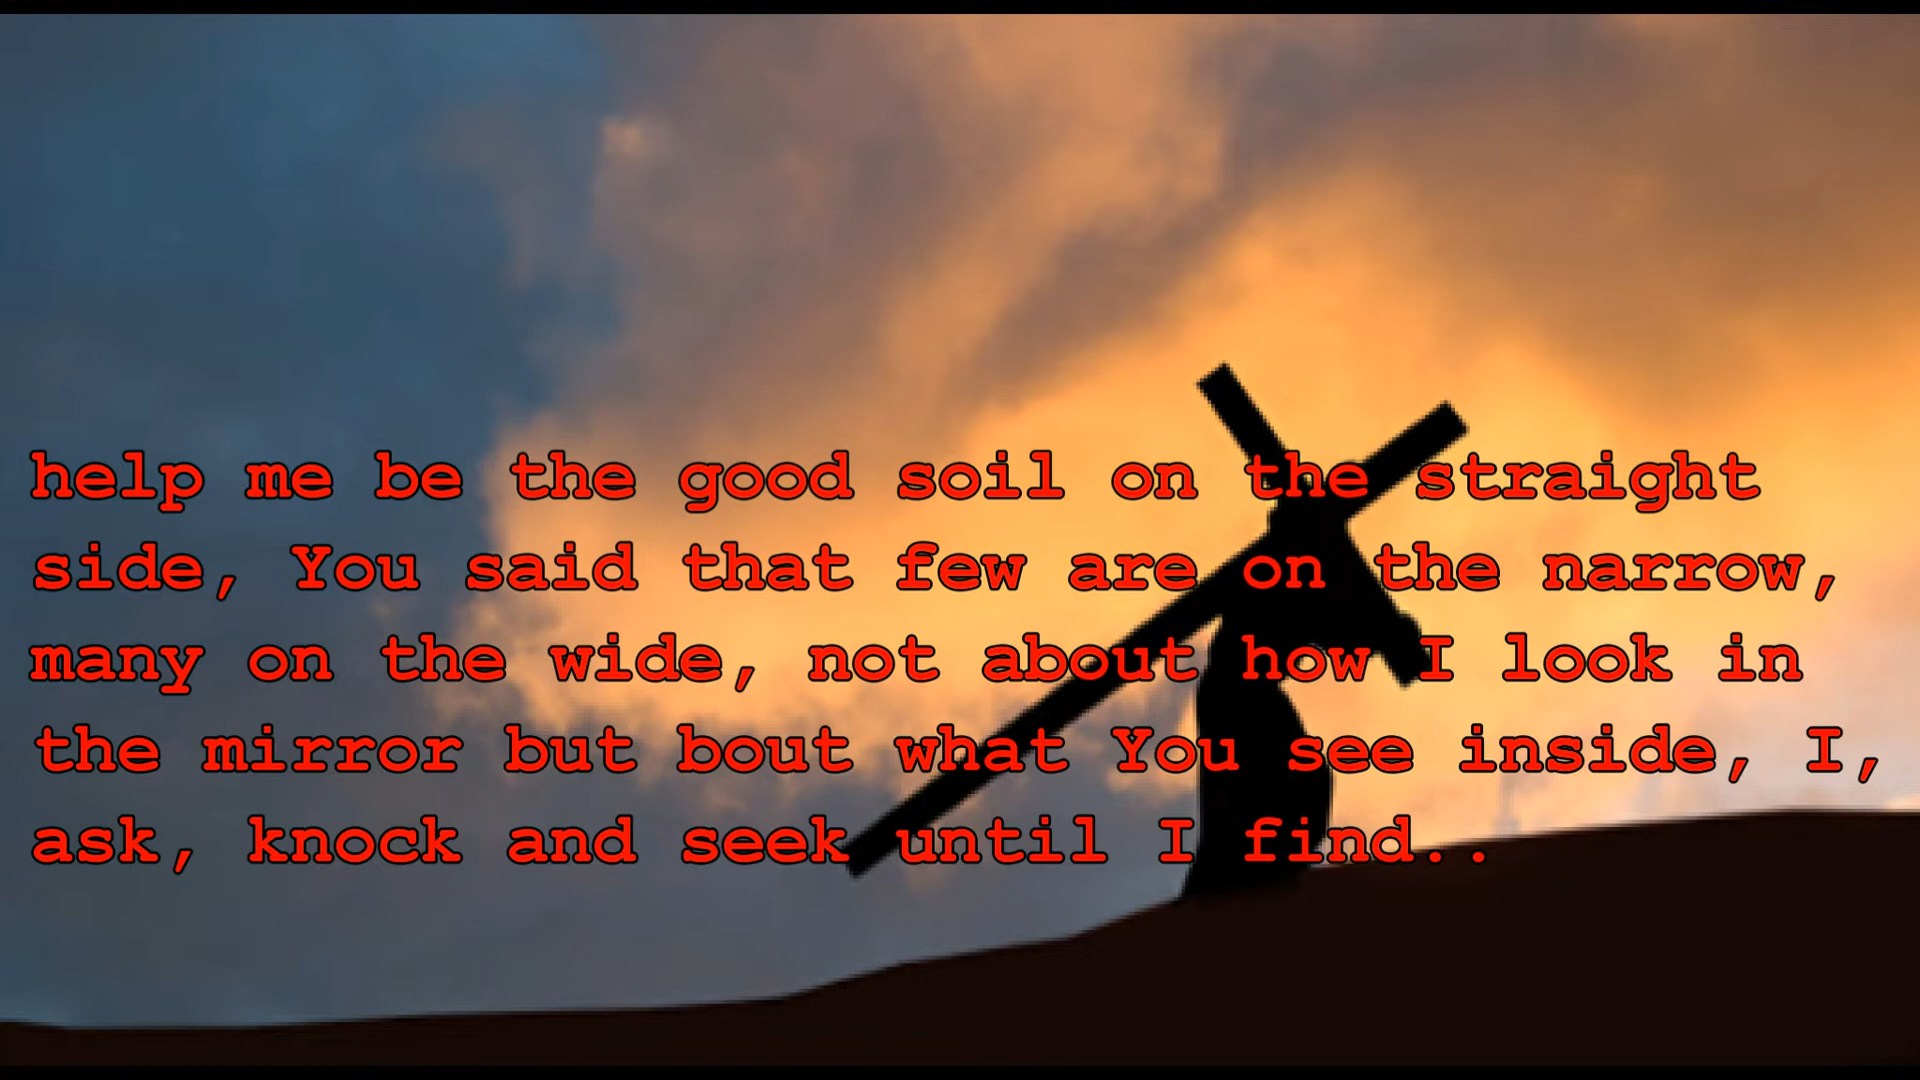 help me be the good soil on the straight
side, You said that few are on the narrow,
many on the wide, not about how I look in
the mirror but bout what You see inside, I,
ask, knock and seek until I find..